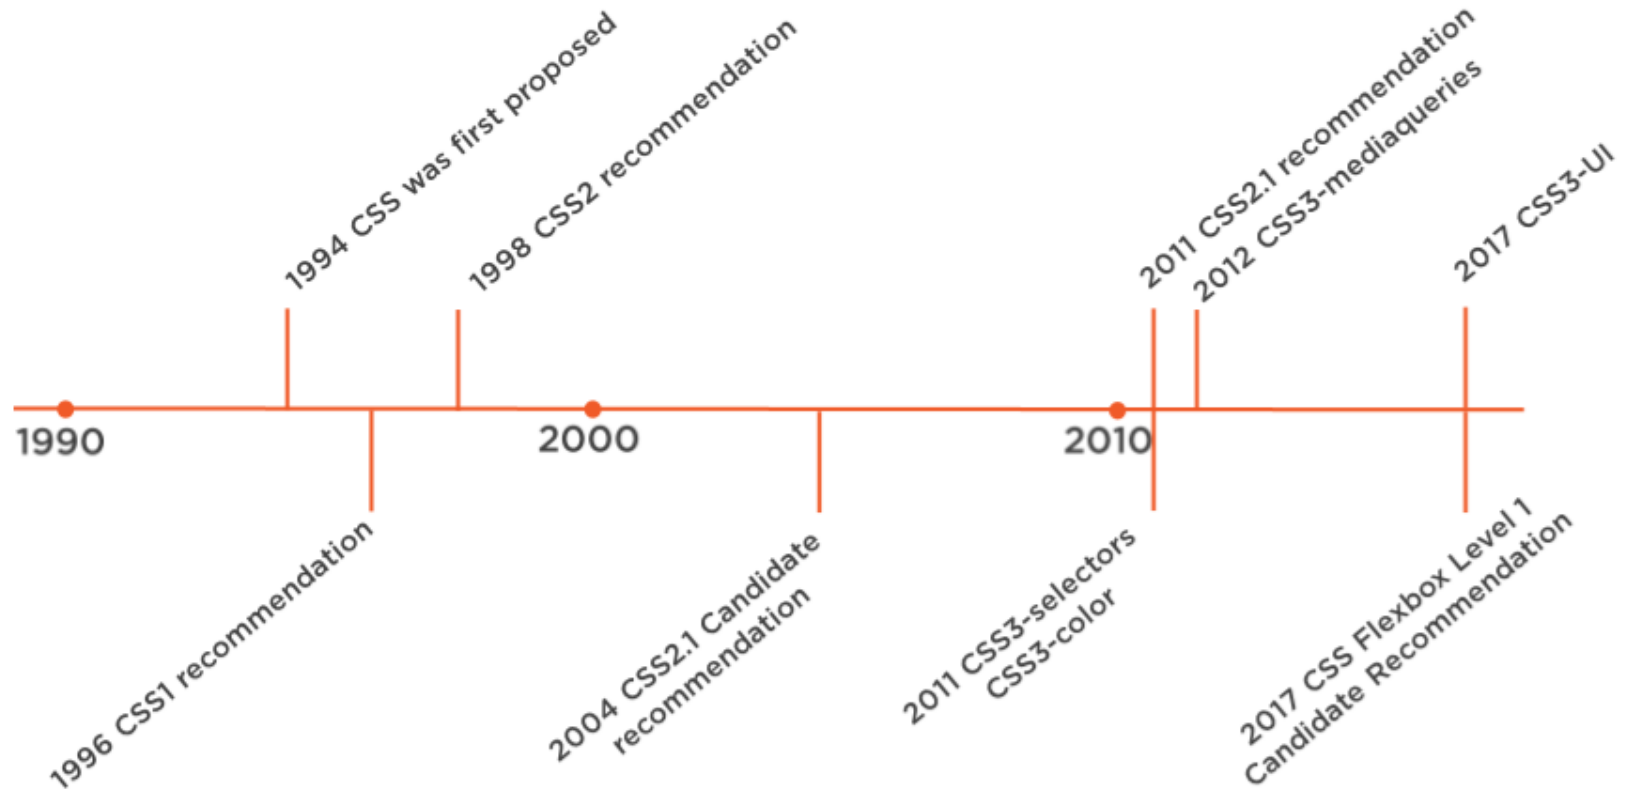 1994 CSS was first proposed
1998 CSS2 recommendation
2011 CSS2.1 recommendation
2012 CSS3-mediaqueries
2017 CSS3-UI
1990
2000
2010
1996 CSS1 recommendation
2004 CSS2.1 Candidate
recommendation
2011 CSS3-selectors
CSS3-color
2017 CSS Flexbox Level 1
Candidate Recommendation